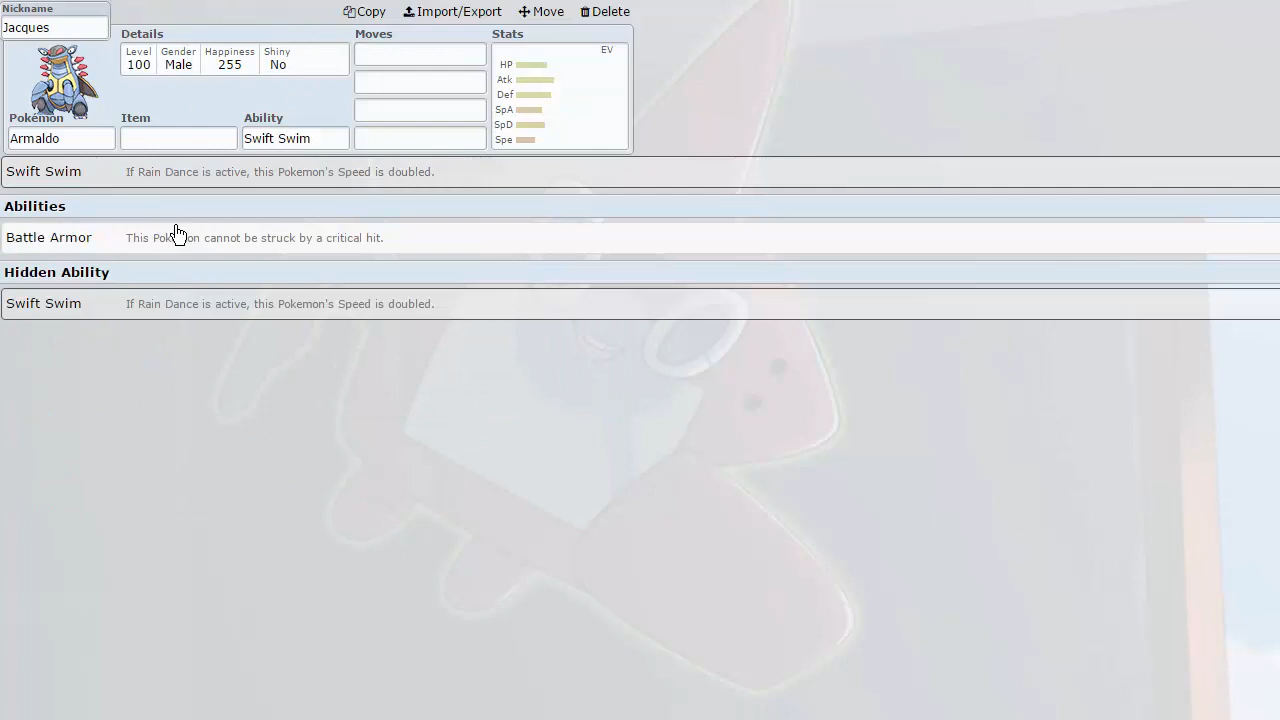 Nickname
Jacques
Copy Import/Export Move Delete
Details
Level Gender Happiness Shiny
100 Male 255 No
Moves
Stats
EV
HP
Atk
Def
SpA
SpD
Spe
Pokémon Item Ability
Armaldo Swift Swim
Swift Swim If Rain Dance is active, this Pokemon's Speed is doubled.
Abilities
Battle Armor This Pokemon cannot be struck by a critical hit.
Hidden Ability
Swift Swim If Rain Dance is active, this Pokemon's Speed is doubled.